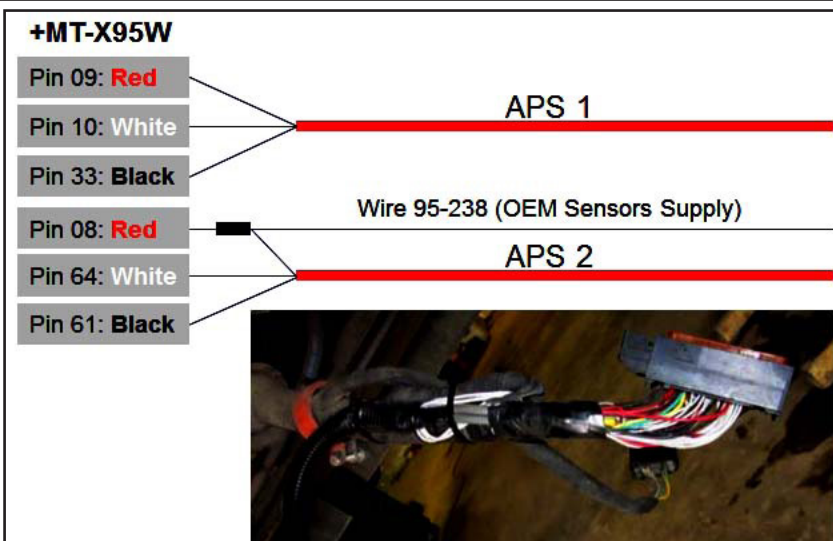 +MT-X95W
Pin 09: Red
Pin 10: White
Pin 33: Black
APS 1
Pin 08: Red
Wire 95-238 (OEM Sensors Supply)
Pin 64: White
APS 2
Pin 61: Black